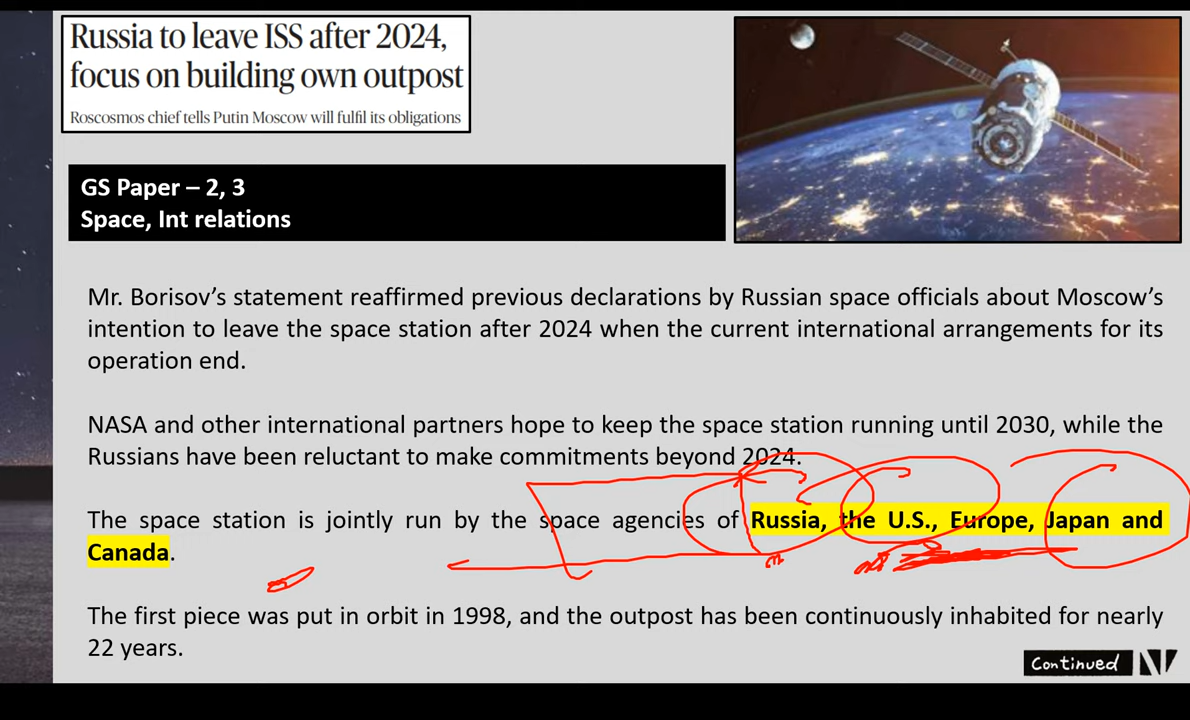 Russia to leave ISS after 2024,
focus on building own outpost
Roscosmos chief tells Putin Moscow will fulfil its obligations
GS Paper – 2, 3
Space, Int relations
Mr. Borisov’s statement reaffirmed previous declarations by Russian space officials about Moscow’s
intention to leave the space station after 2024 when the current international arrangements for its
operation end.
NASA and other international partners hope to keep the space station running until 2030, while the
Russians have been reluctant to make commitments beyond 2024.
The space station is jointly run by the space agencies of Russia, the U.S., Europe, Japan and
Canada.
The first piece was put in orbit in 1998, and the outpost has been continuously inhabited for nearly
22 years.
Continued